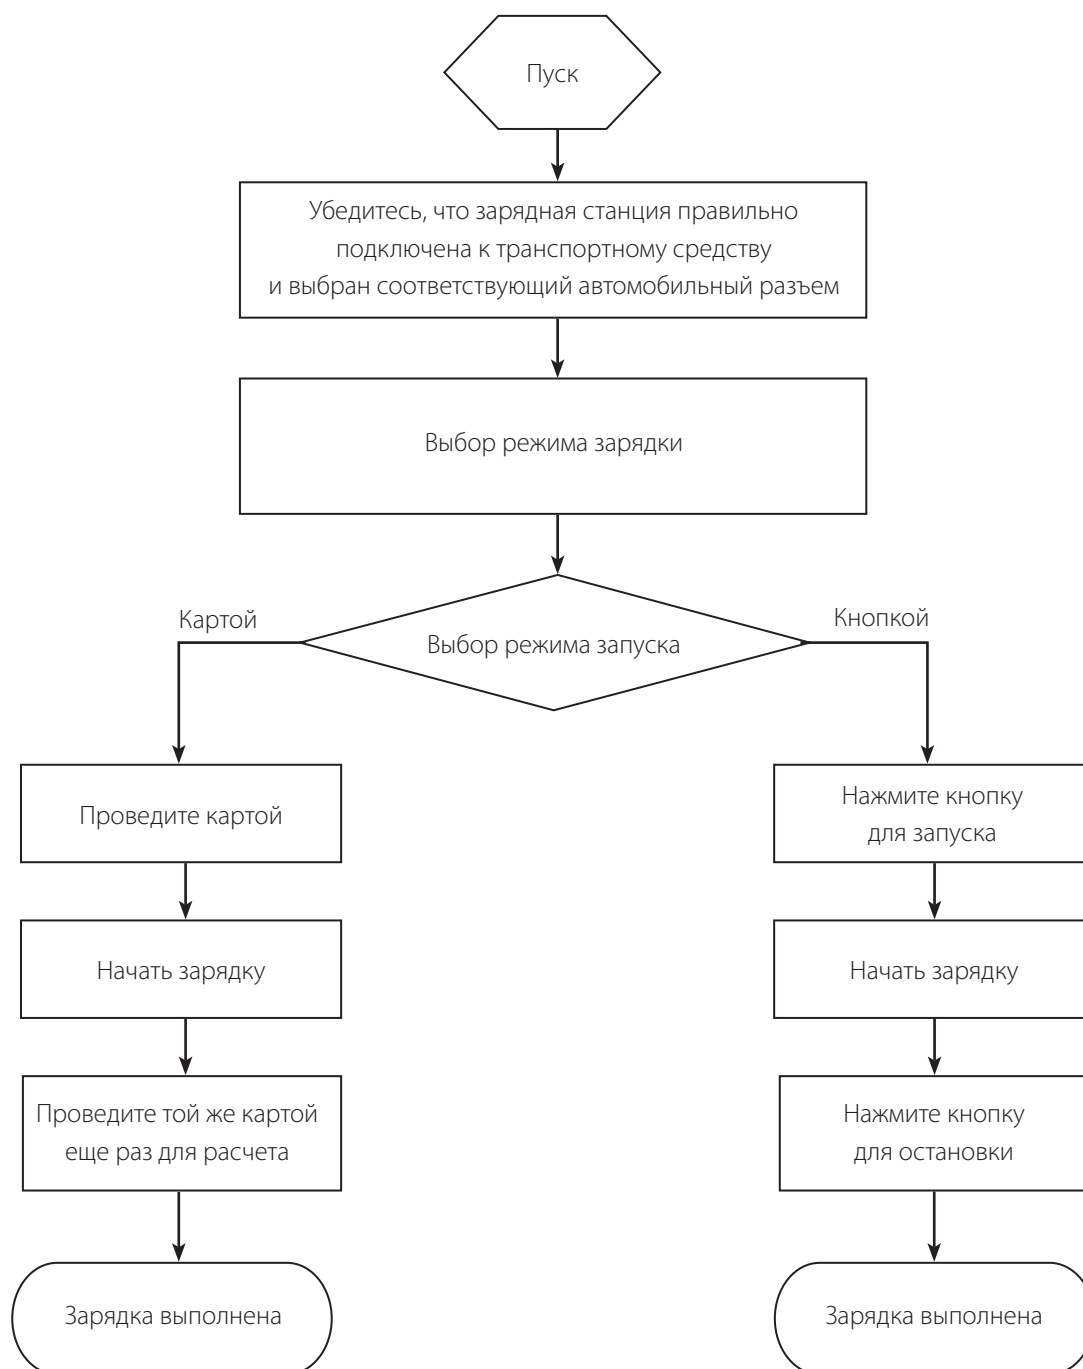 Пуск
Убедитесь, что зарядная станция правильно
подключена к транспортному средству
и выбран соответствующий автомобильный разъем
Выбор режима зарядки
Картой
Кнопкой
Выбор режима запуска
Проведите картой
Начать зарядку
Проведите той же картой
еще раз для расчета
Зарядка выполнена
Нажмите кнопку
для запуска
Начать зарядку
Нажмите кнопку
для остановки
Зарядка выполнена